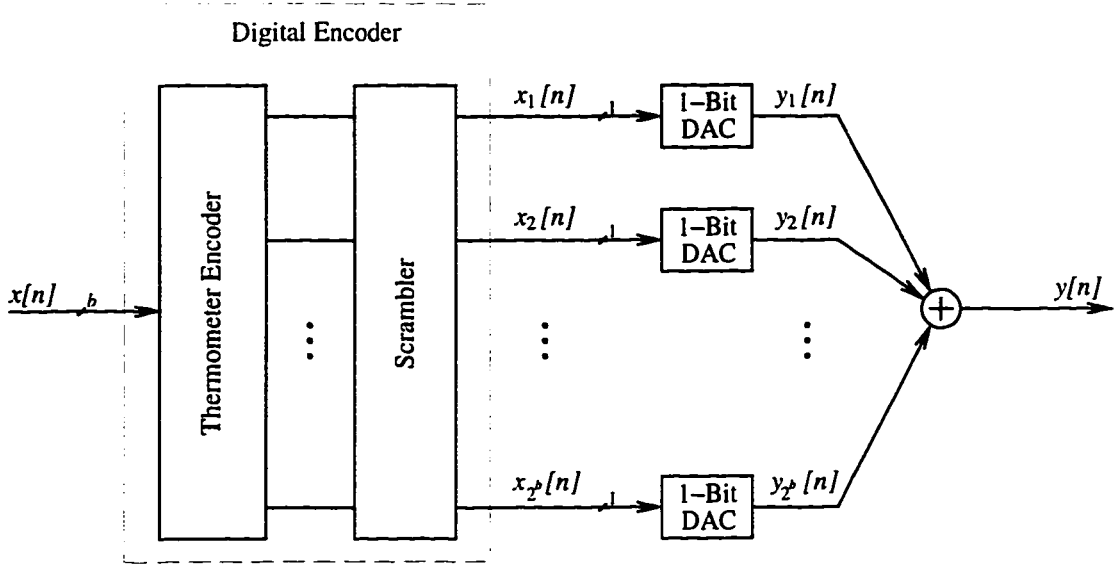 Digital Encoder
x[n]
b
Thermometer Encoder
Scrambler
x₁[n]
1
1–Bit
DAC
y₁[n]
x₂[n]
1
1–Bit
DAC
y₂[n]
+
y[n]
x₂ᵇ[n]
1
1–Bit
DAC
y₂ᵇ[n]